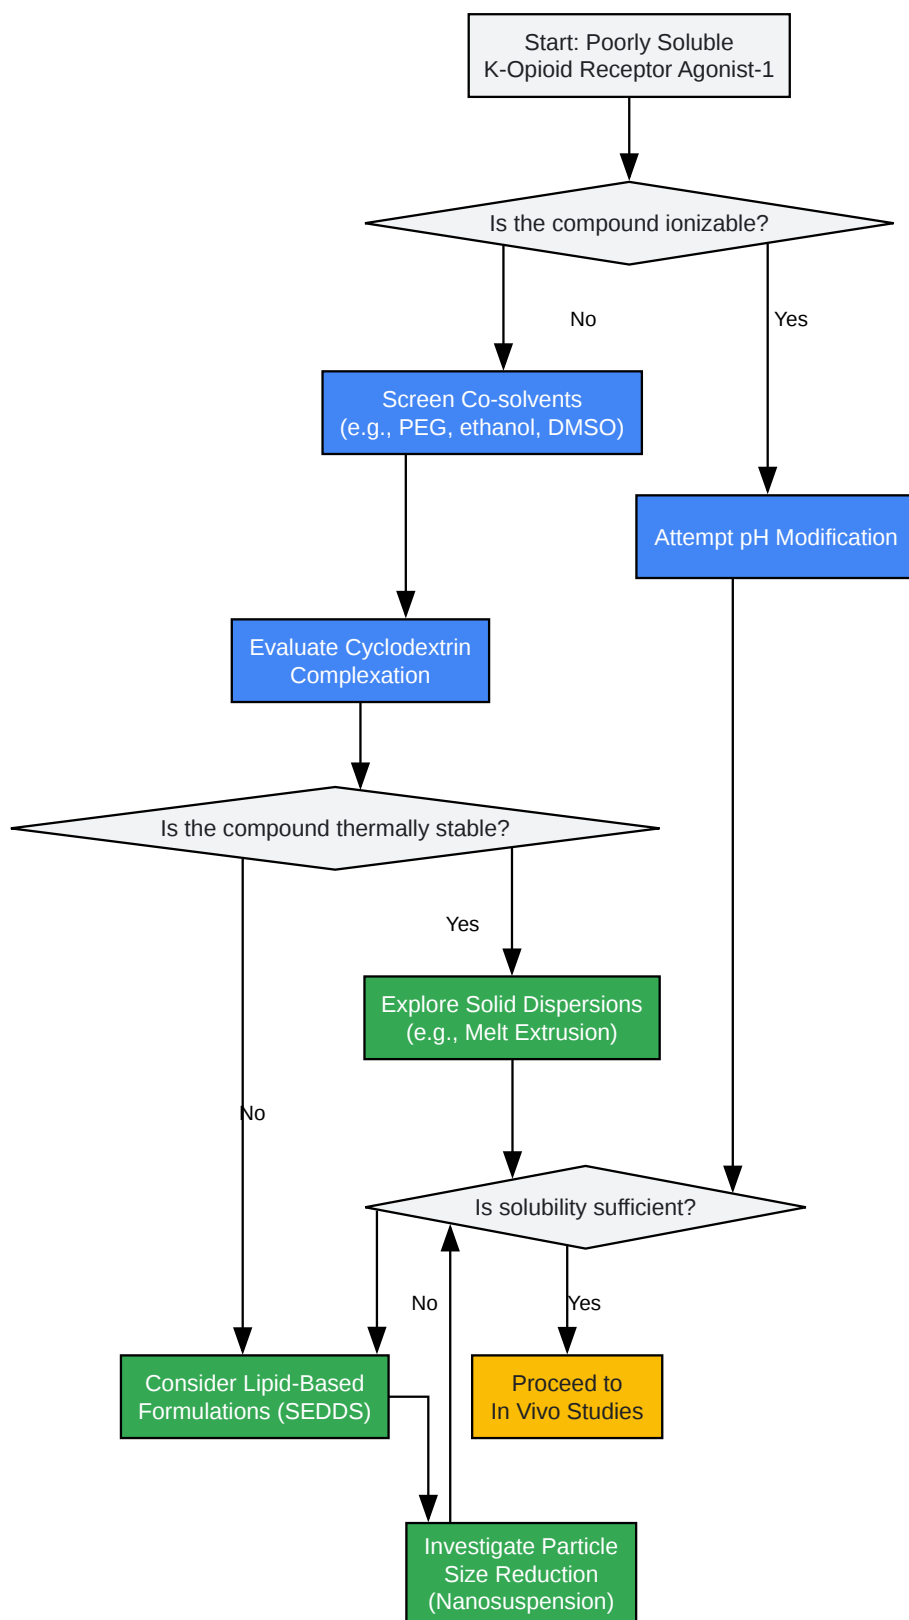 Start: Poorly Soluble
K-Opioid Receptor Agonist-1
Is the compound ionizable?
No
Yes
Screen Co-solvents
(e.g., PEG, ethanol, DMSO)
Attempt pH Modification
Evaluate Cyclodextrin
Complexation
Is the compound thermally stable?
Yes
Explore Solid Dispersions
(e.g., Melt Extrusion)
No
Is solubility sufficient?
No
Yes
Consider Lipid-Based
Formulations (SEDDS)
Proceed to
In Vivo Studies
Investigate Particle
Size Reduction
(Nanosuspension)